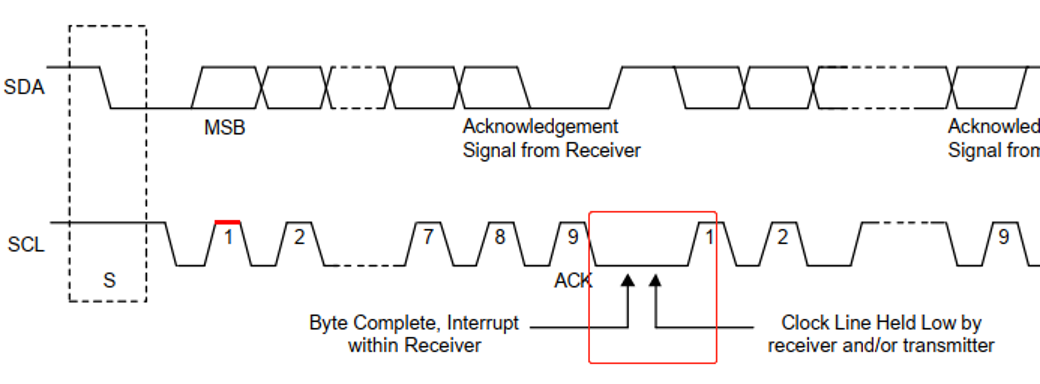 SDA
MSB
Acknowledgement
Signal from Receiver
Acknowled
Signal from
SCL
1
2
7
8
9
1
2
9
S
ACK
Byte Complete, Interrupt
within Receiver
Clock Line Held Low by
receiver and/or transmitter